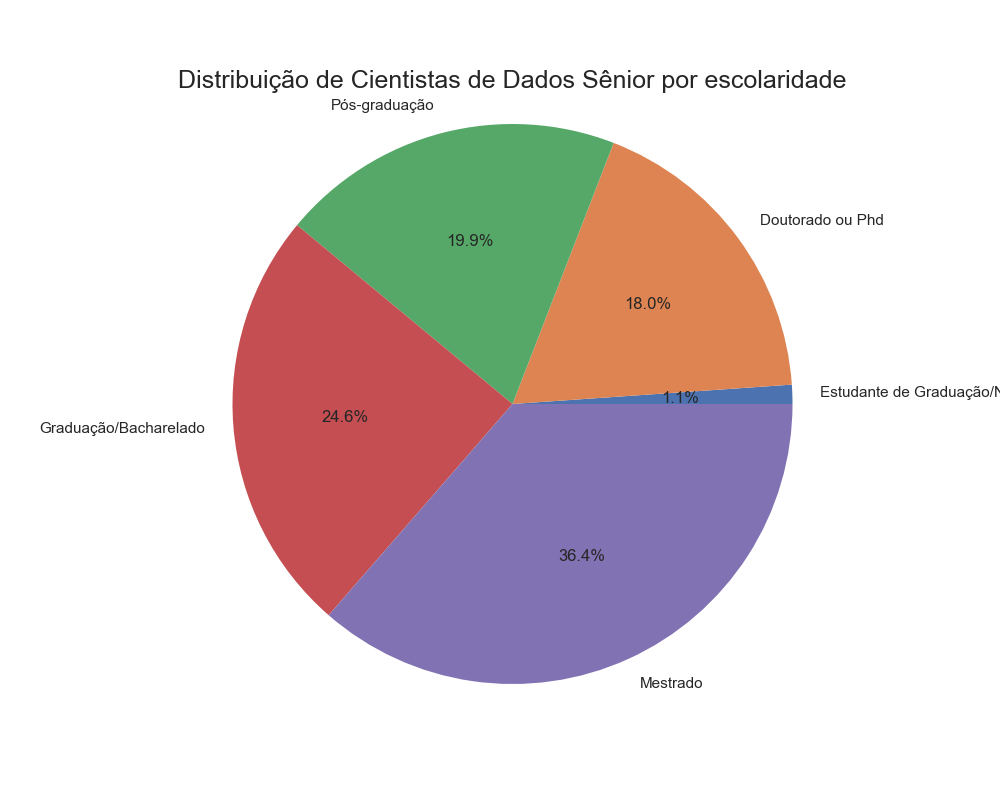 Distribuição de Cientistas de Dados Sênior por escolaridade
Pós-graduação
Doutorado ou Phd
19.9%
18.0%
Estudante de Graduação/N
1.1%
24.6%
Graduação/Bacharelado
36.4%
Mestrado